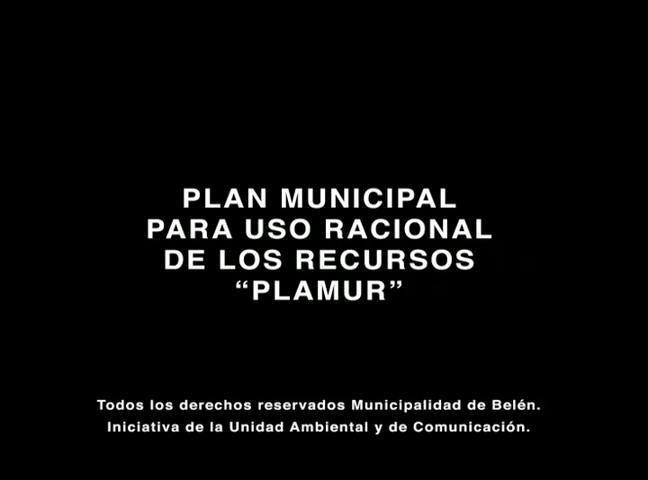 PLAN MUNICIPAL
PARA USO RACIONAL
DE LOS RECURSOS
“PLAMUR”
Todos los derechos reservados Municipalidad de Belén.
Iniciativa de la Unidad Ambiental y de Comunicación.